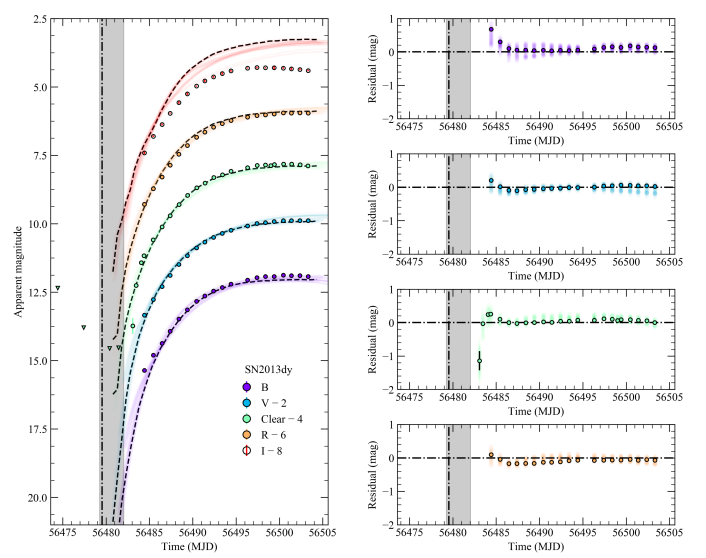 2.5
5.0
7.5
10.0
12.5
15.0
17.5
20.0
Apparent magnitude
56475 56480 56485 56490 56495 56500 56505
Time (MJD)
SN2013dy
B
V − 2
Clear − 4
R − 6
I − 8
1
0
−1
−2
Residual (mag)
56475 56480 56485 56490 56495 56500 56505
Time (MJD)
1
0
−1
−2
Residual (mag)
56475 56480 56485 56490 56495 56500 56505
Time (MJD)
1
0
−1
−2
Residual (mag)
56475 56480 56485 56490 56495 56500 56505
Time (MJD)
1
0
−1
−2
Residual (mag)
56475 56480 56485 56490 56495 56500 56505
Time (MJD)